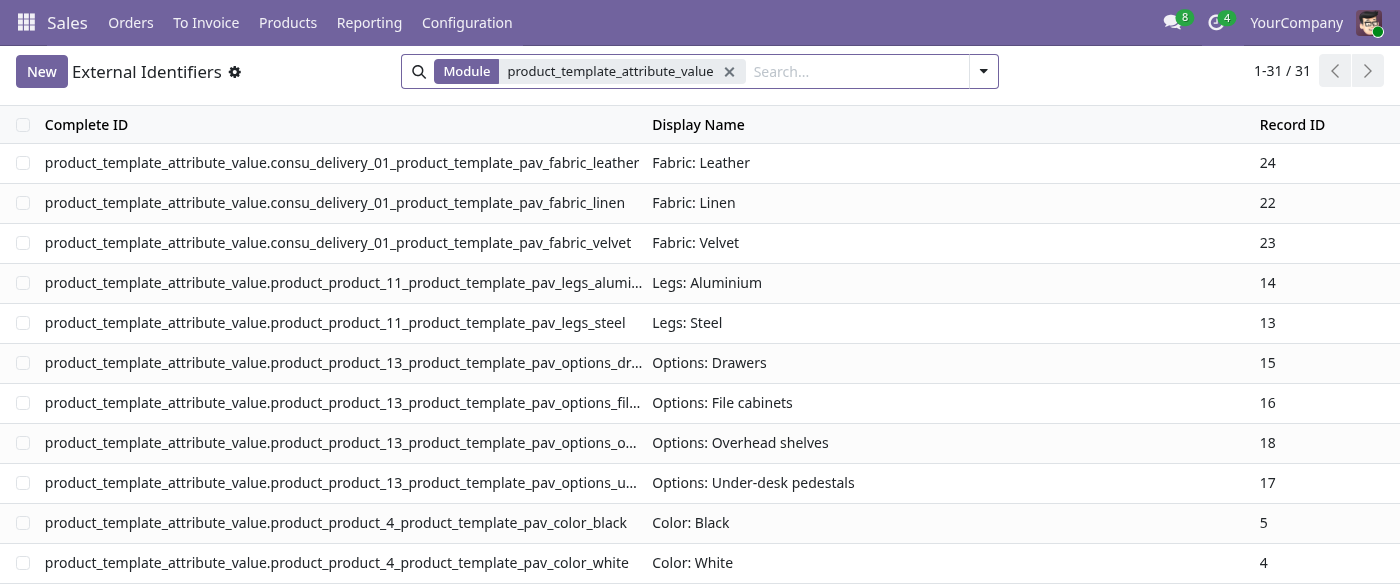 Sales Orders To Invoice Products Reporting Configuration 8 4 YourCompany
New External Identifiers Module product_template_attribute_value Search... 1-31 / 31
Complete ID Display Name Record ID
product_template_attribute_value.consu_delivery_01_product_template_pav_fabric_leather Fabric: Leather 24
product_template_attribute_value.consu_delivery_01_product_template_pav_fabric_linen Fabric: Linen 22
product_template_attribute_value.consu_delivery_01_product_template_pav_fabric_velvet Fabric: Velvet 23
product_template_attribute_value.product_product_11_product_template_pav_legs_alumi... Legs: Aluminium 14
product_template_attribute_value.product_product_11_product_template_pav_legs_steel Legs: Steel 13
product_template_attribute_value.product_product_13_product_template_pav_options_dr... Options: Drawers 15
product_template_attribute_value.product_product_13_product_template_pav_options_fil... Options: File cabinets 16
product_template_attribute_value.product_product_13_product_template_pav_options_o... Options: Overhead shelves 18
product_template_attribute_value.product_product_13_product_template_pav_options_u... Options: Under-desk pedestals 17
product_template_attribute_value.product_product_4_product_template_pav_color_black Color: Black 5
product_template_attribute_value.product_product_4_product_template_pav_color_white Color: White 4